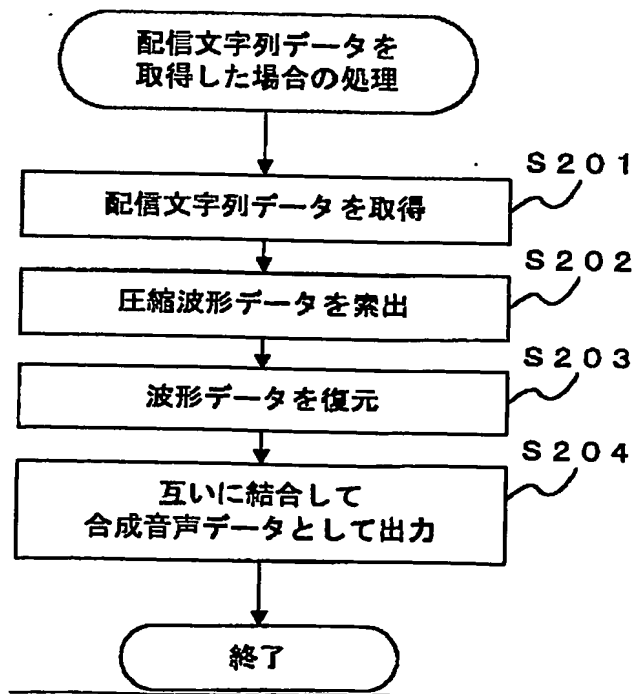 配信文字列データを
取得した場合の処理
S201
配信文字列データを取得
S202
圧縮波形データを索出
S203
波形データを復元
S204
互いに結合して
合成音声データとして出力
終了